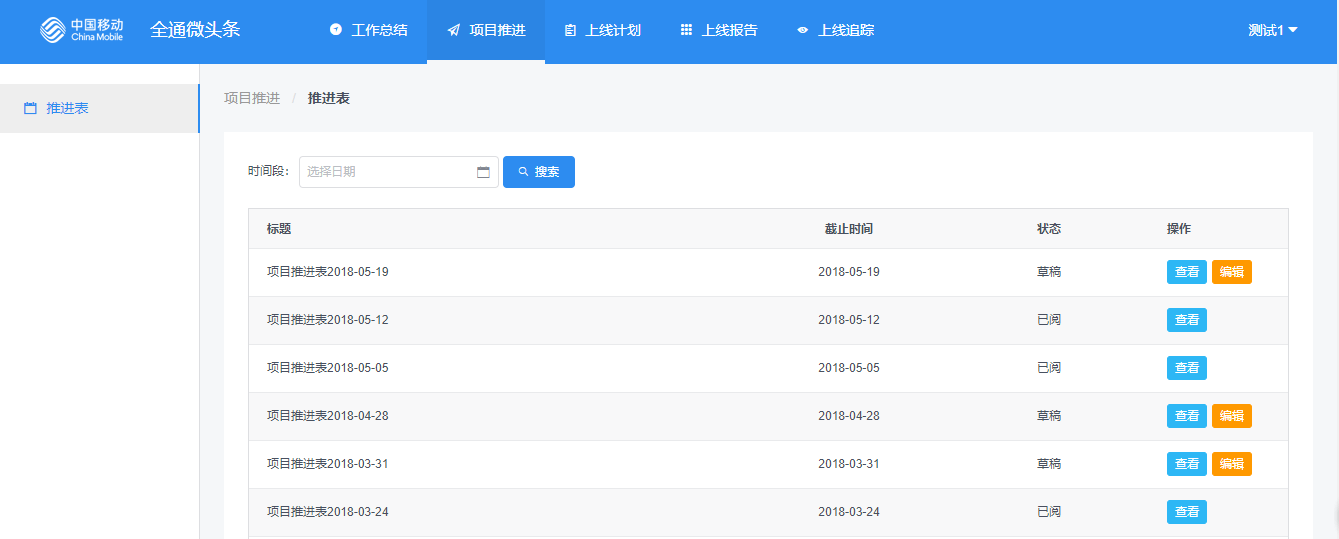 中国移动
China Mobile
全通微头条
工作总结
项目推进
上线计划
上线报告
上线追踪
测试1
推进表
项目推进 / 推进表
时间段： 选择日期 搜索
标题 截止时间 状态 操作
项目推进表2018-05-19 2018-05-19 草稿 查看 编辑
项目推进表2018-05-12 2018-05-12 已阅 查看
项目推进表2018-05-05 2018-05-05 已阅 查看
项目推进表2018-04-28 2018-04-28 草稿 查看 编辑
项目推进表2018-03-31 2018-03-31 草稿 查看 编辑
项目推进表2018-03-24 2018-03-24 已阅 查看